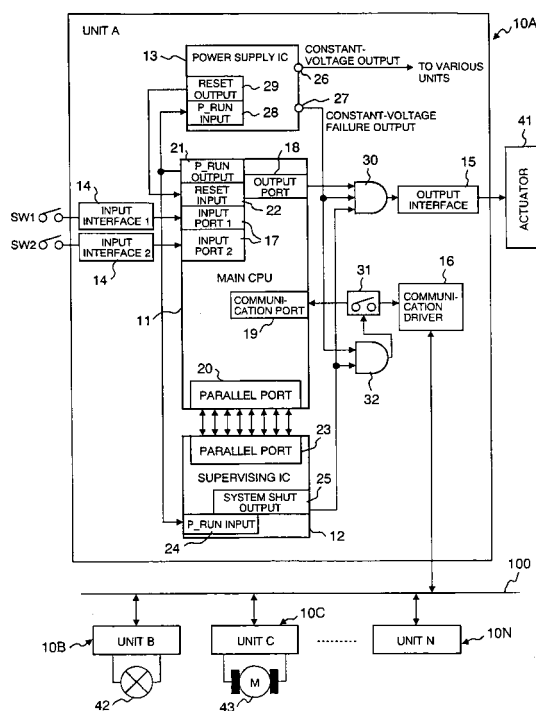 UNIT A
10A
13
POWER SUPPLY IC
CONSTANT-
VOLTAGE OUTPUT
TO VARIOUS
UNITS
26
RESET
OUTPUT
29
P_RUN
INPUT
28
27
CONSTANT-VOLTAGE
FAILURE OUTPUT
41
ACTUATOR
21
P_RUN
OUTPUT
18
OUTPUT
PORT
30
15
OUTPUT
INTERFACE
14
SW1
INPUT
INTERFACE 1
RESET
INPUT
22
INPUT
PORT 1
17
SW2
INPUT
INTERFACE 2
14
INPUT
PORT 2
MAIN CPU
11
COMMUNI-
CATION PORT
19
31
16
COMMUNI-
CATION
DRIVER
32
20
PARALLEL PORT
PARALLEL PORT
23
SUPERVISING IC
25
SYSTEM SHUT
OUTPUT
P_RUN INPUT
24
12
100
10B
UNIT B
42
10C
UNIT C
M
43
UNIT N
10N